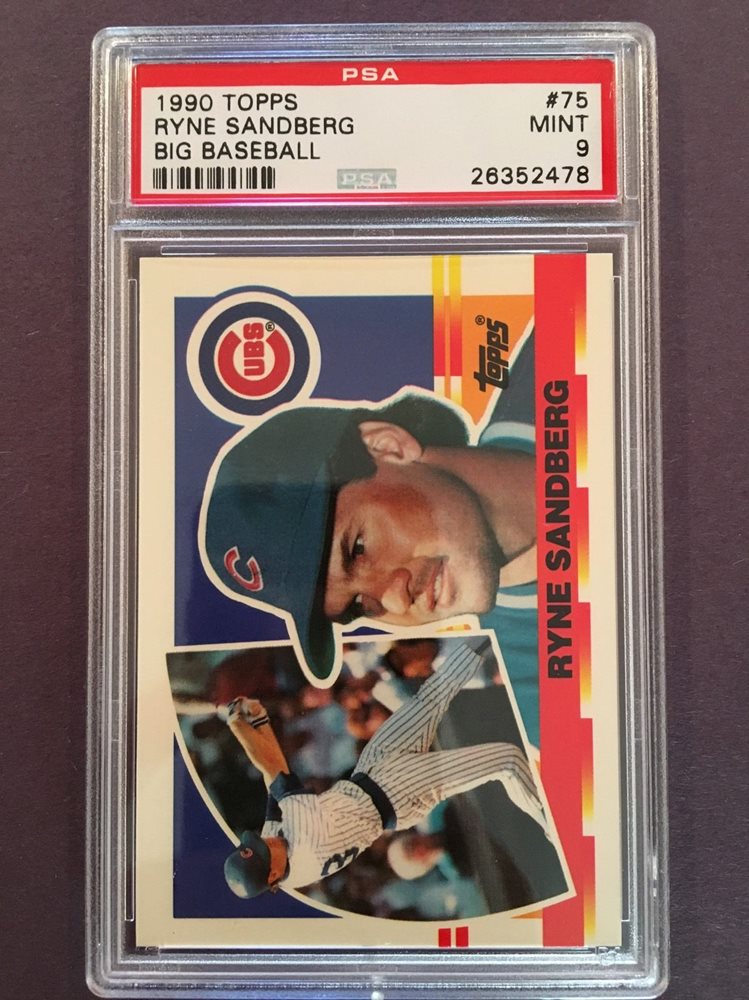 PSA
1990 TOPPS #75
RYNE SANDBERG MINT
BIG BASEBALL 9
PSA 26352478
CUBS®
topps®
RYNE SANDBERG
C
C